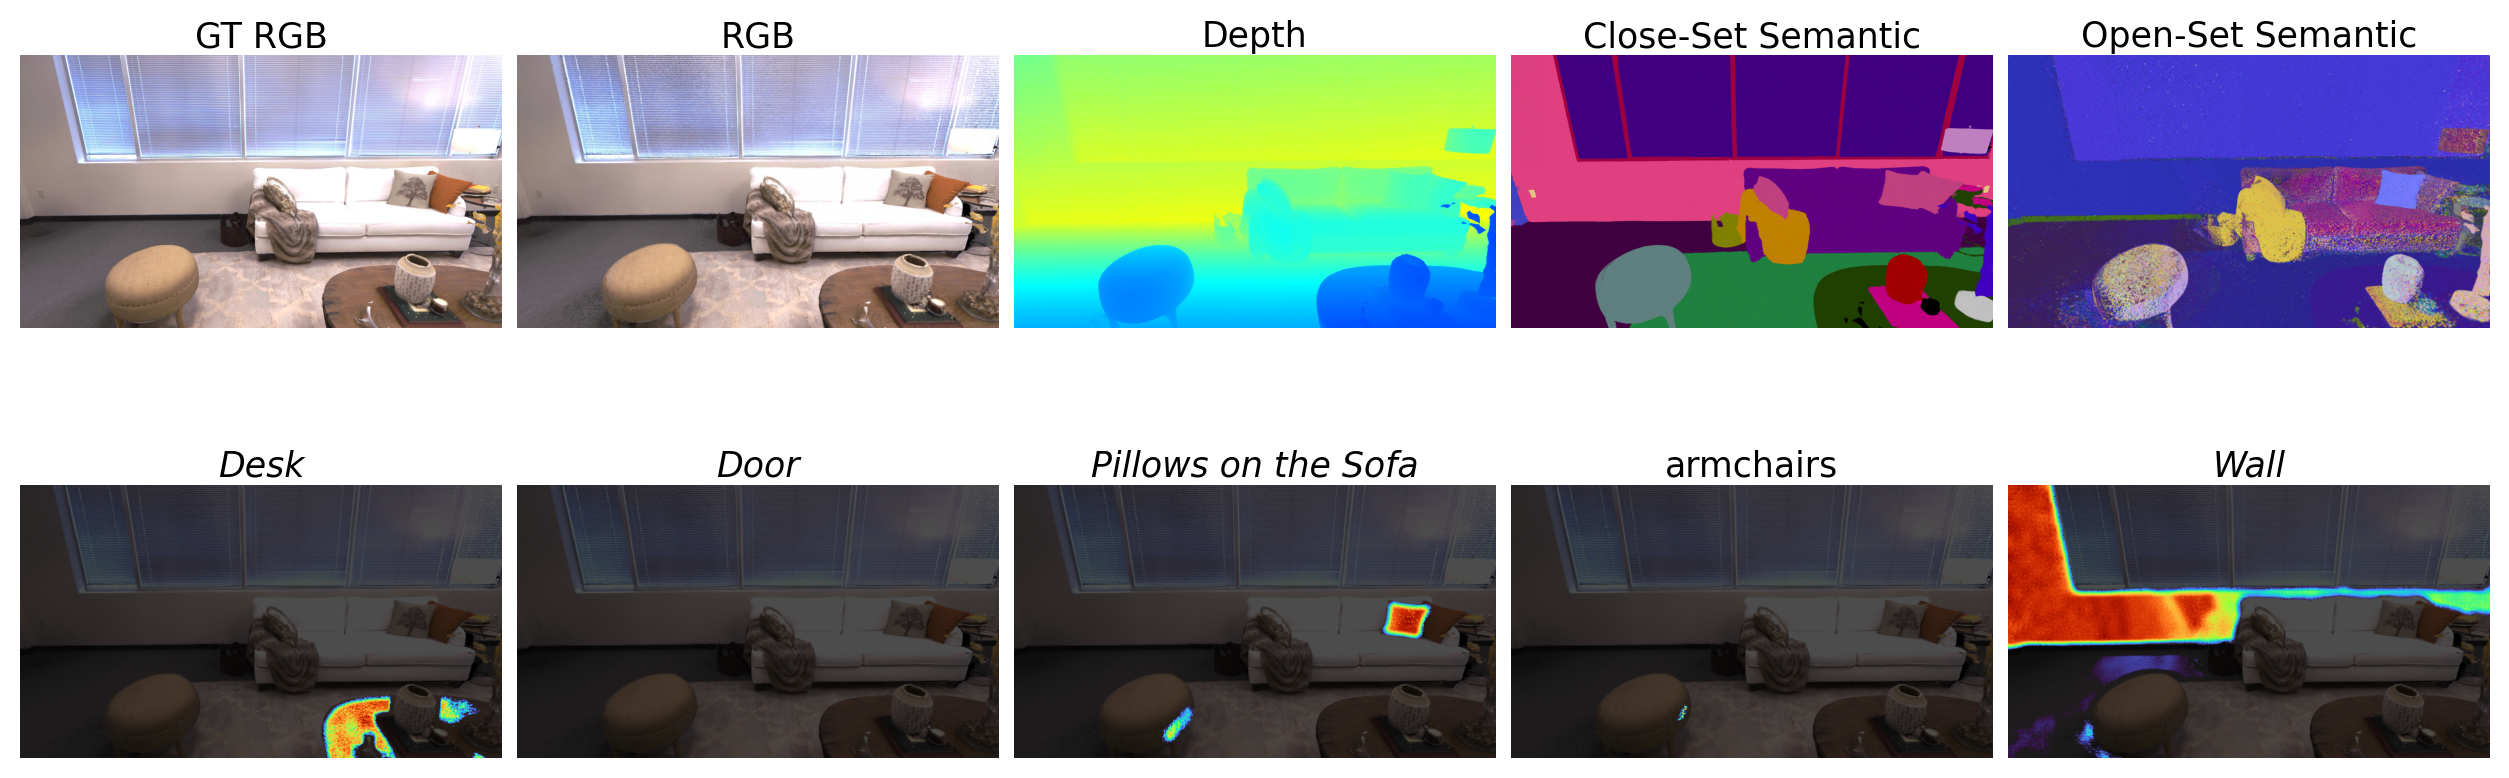 GT RGB
RGB
Depth
Close-Set Semantic
Open-Set Semantic
Desk
Door
Pillows on the Sofa
armchairs
Wall